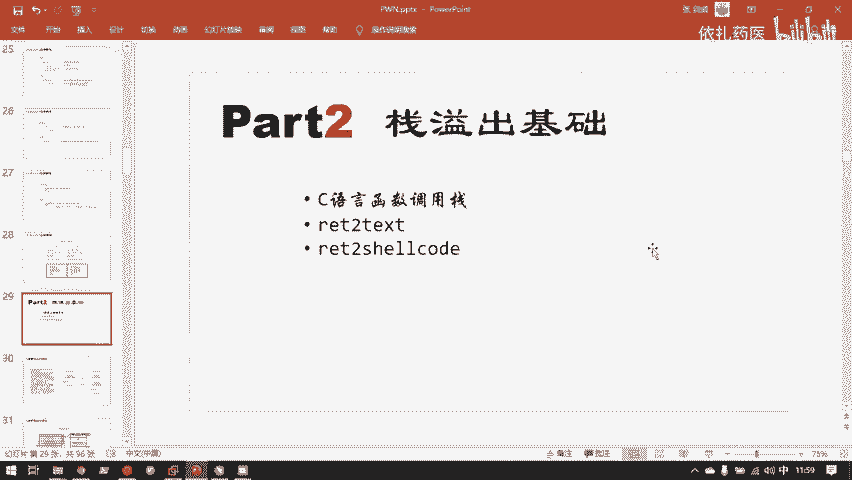 PWN.pptx - PowerPoint
文件 开始 插入 设计 切换 动画 幻灯片放映 审阅 视图 帮助 操作说明搜索
依扎药医 bilibili
25
26
27
28
29
30
31
Part2 栈溢出基础
• C语言函数调用栈
• ret2text
• ret2shellcode
幻灯片 第 29 张，共 96 张 中文(中国) 备注 批注 75%
中 11:59